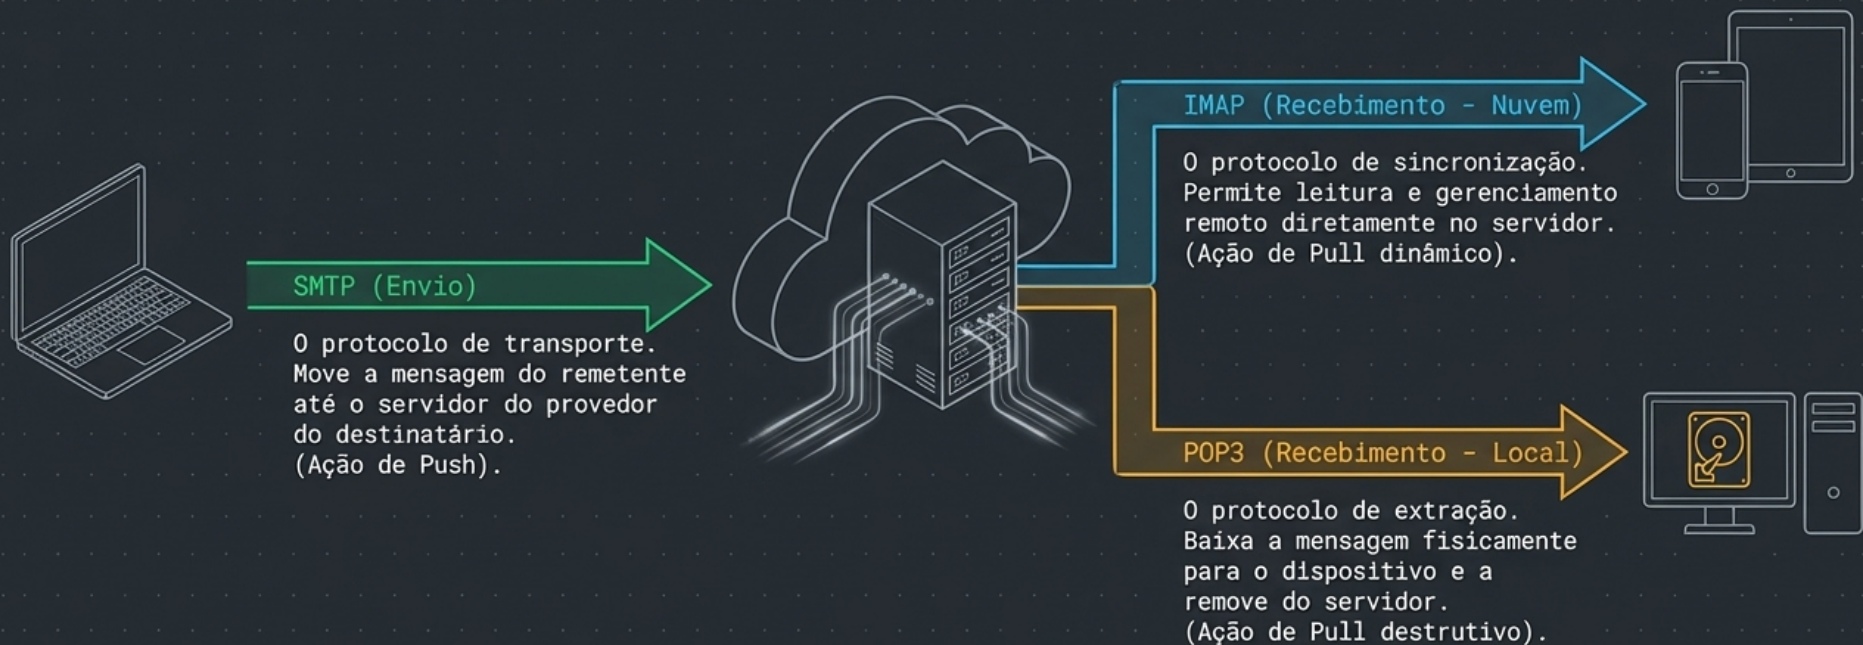 SMTP (Envio)
O protocolo de transporte.
Move a mensagem do remetente
até o servidor do provedor
do destinatário.
(Ação de Push).
IMAP (Recebimento - Nuvem)
O protocolo de sincronização.
Permite leitura e gerenciamento
remoto diretamente no servidor.
(Ação de Pull dinâmico).
POP3 (Recebimento - Local)
O protocolo de extração.
Baixa a mensagem fisicamente
para o dispositivo e a
remove do servidor.
(Ação de Pull destrutivo).